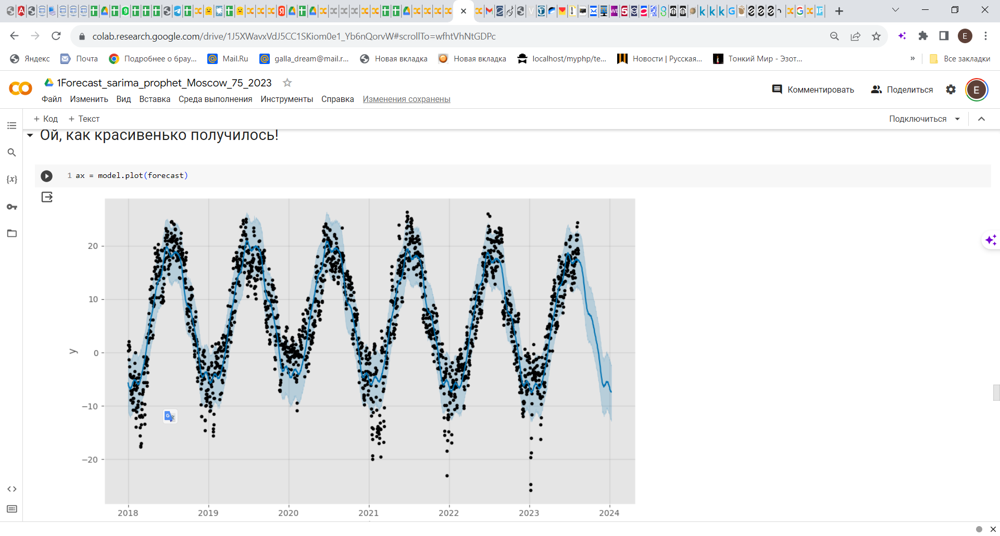 colab.research.google.com/drive/1J5XWavxVdJ5CC1SKiom0e1_Yb6nQorvW#scrollTo=wfhtVhNtGDPc
E
Яндекс
Почта
Подробнее о брау...
Mail.Ru
galla_dream@mail.r...
Новая вкладка
Новая вкладка
localhost/myphp/te...
Новости | Русская...
Тонкий Мир - Эзот...
»
Все закладки
1Forecast_sarima_prophet_Moscow_75_2023
Файл Изменить Вид Вставка Среда выполнения Инструменты Справка Изменения сохранены
Комментировать
Поделиться
E
+ Код + Текст
Подключиться
Ой, как красивенько получилось!
1 ax = model.plot(forecast)
20
10
0
−10
−20
y
2018 2019 2020 2021 2022 2023 2024